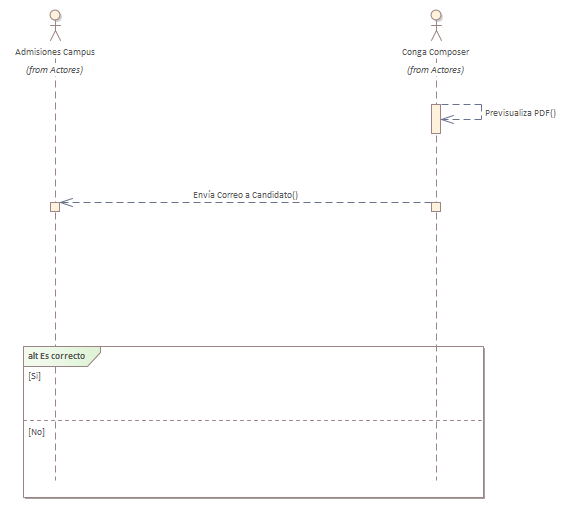 Admisiones Campus
(from Actores)
Conga Composer
(from Actores)
Previsualiza PDF()
Envía Correo a Candidato()
alt Es correcto
[Si]
[No]